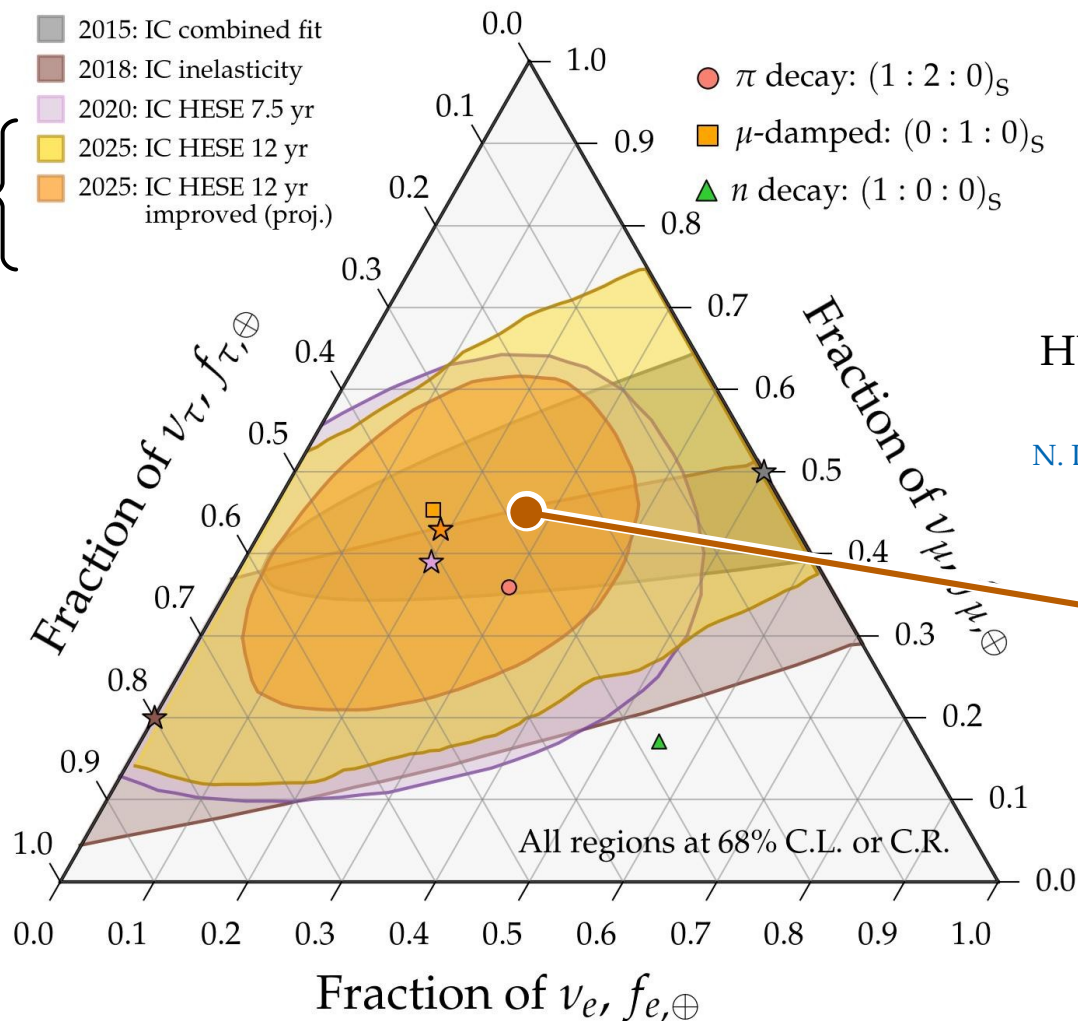 2015: IC combined fit
2018: IC inelasticity
2020: IC HESE 7.5 yr
2025: IC HESE 12 yr
2025: IC HESE 12 yr
improved (proj.)
π decay: (1 : 2 : 0)S
μ-damped: (0 : 1 : 0)S
n decay: (1 : 0 : 0)S
0.0
0.1
0.2
0.3
0.4
0.5
0.6
0.7
0.8
0.9
1.0
Fraction of ντ, fτ,⊕
1.0
0.9
0.8
0.7
0.6
0.5
0.4
0.3
0.2
0.1
0.0
Fraction of νμ, fμ,⊕
N. 
All regions at 68% C.L. or C.R.
0.0 0.1 0.2 0.3 0.4 0.5 0.6 0.7 0.8 0.9 1.0
Fraction of νe, fe,⊕